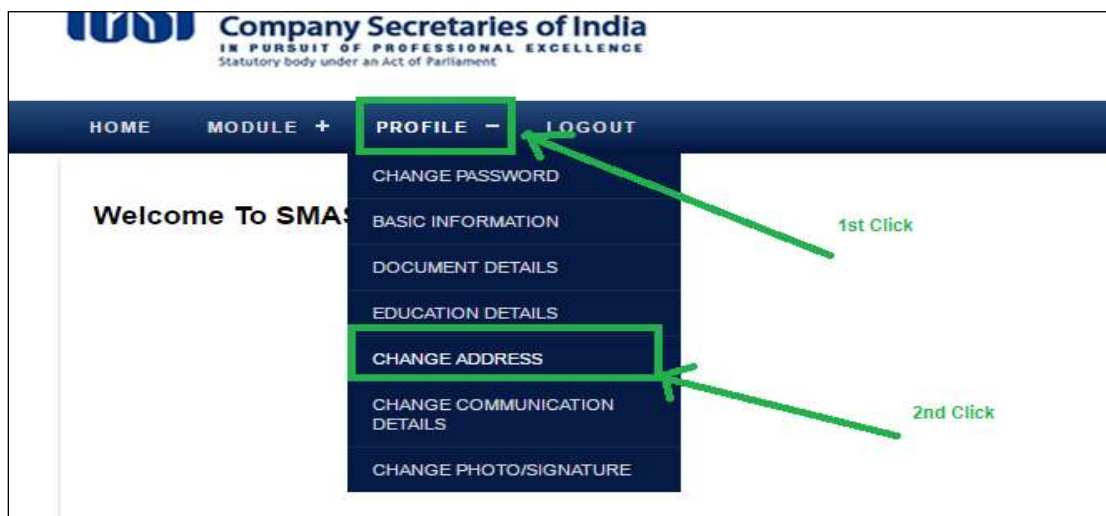 ICSI
Company Secretaries of India
IN PURSUIT OF PROFESSIONAL EXCELLENCE
Statutory body under an Act of Parliament
HOME MODULE + PROFILE − LOGOUT
CHANGE PASSWORD
Welcome To SMAS
BASIC INFORMATION
1st Click
DOCUMENT DETAILS
EDUCATION DETAILS
CHANGE ADDRESS
CHANGE COMMUNICATION
DETAILS
2nd Click
CHANGE PHOTO/SIGNATURE